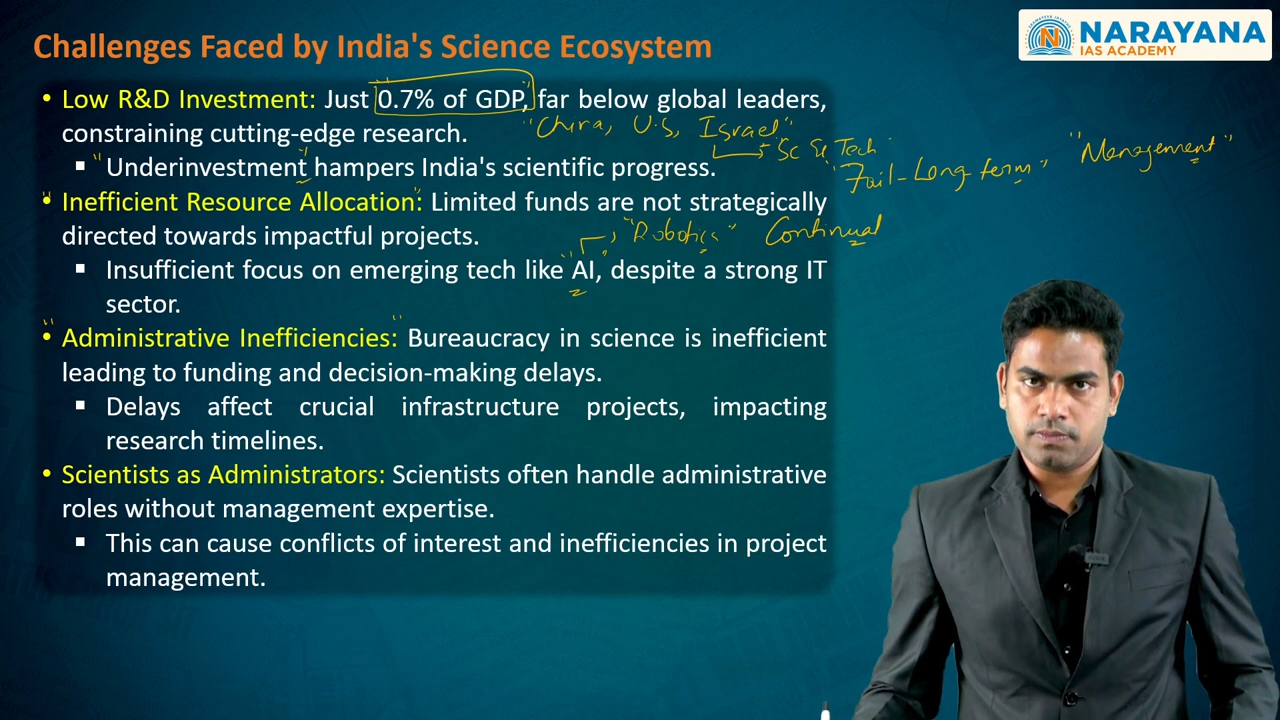 Challenges Faced by India's Science Ecosystem
NARAYANA
IAS ACADEMY
• Low R&D Investment: Just 0.7% of GDP, far below global leaders,
constraining cutting-edge research.
"China, U.S, Israel"
Sc & Tech
▪ "Underinvestment" hampers India's scientific progress.
"Fail-Long term"
"Management"
• Inefficient Resource Allocation: Limited funds are not strategically
directed towards impactful projects.
"Robotics" Continual
▪ Insufficient focus on emerging tech like "AI," despite a strong IT
sector.
• "Administrative Inefficiencies:" Bureaucracy in science is inefficient
leading to funding and decision-making delays.
▪ Delays affect crucial infrastructure projects, impacting
research timelines.
• Scientists as Administrators: Scientists often handle administrative
roles without management expertise.
▪ This can cause conflicts of interest and inefficiencies in project
management.